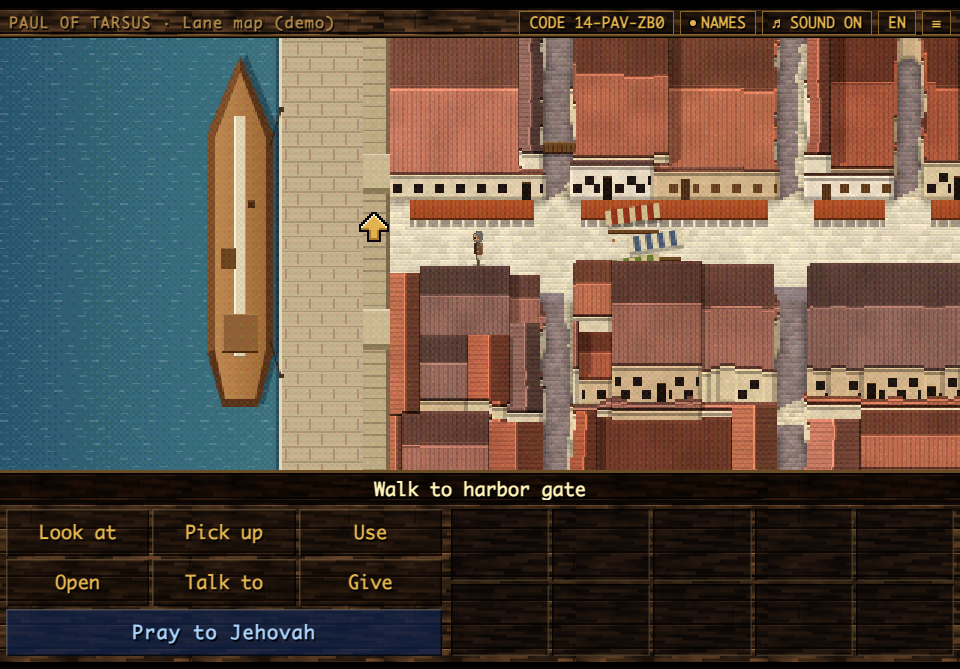 PAUL OF TARSUS · Lane map (demo)
CODE 14-PAV-ZB0
● NAMES
♬ SOUND ON
EN
≡
Walk to harbor gate
Look at
Pick up
Use
Open
Talk to
Give
Pray to Jehovah